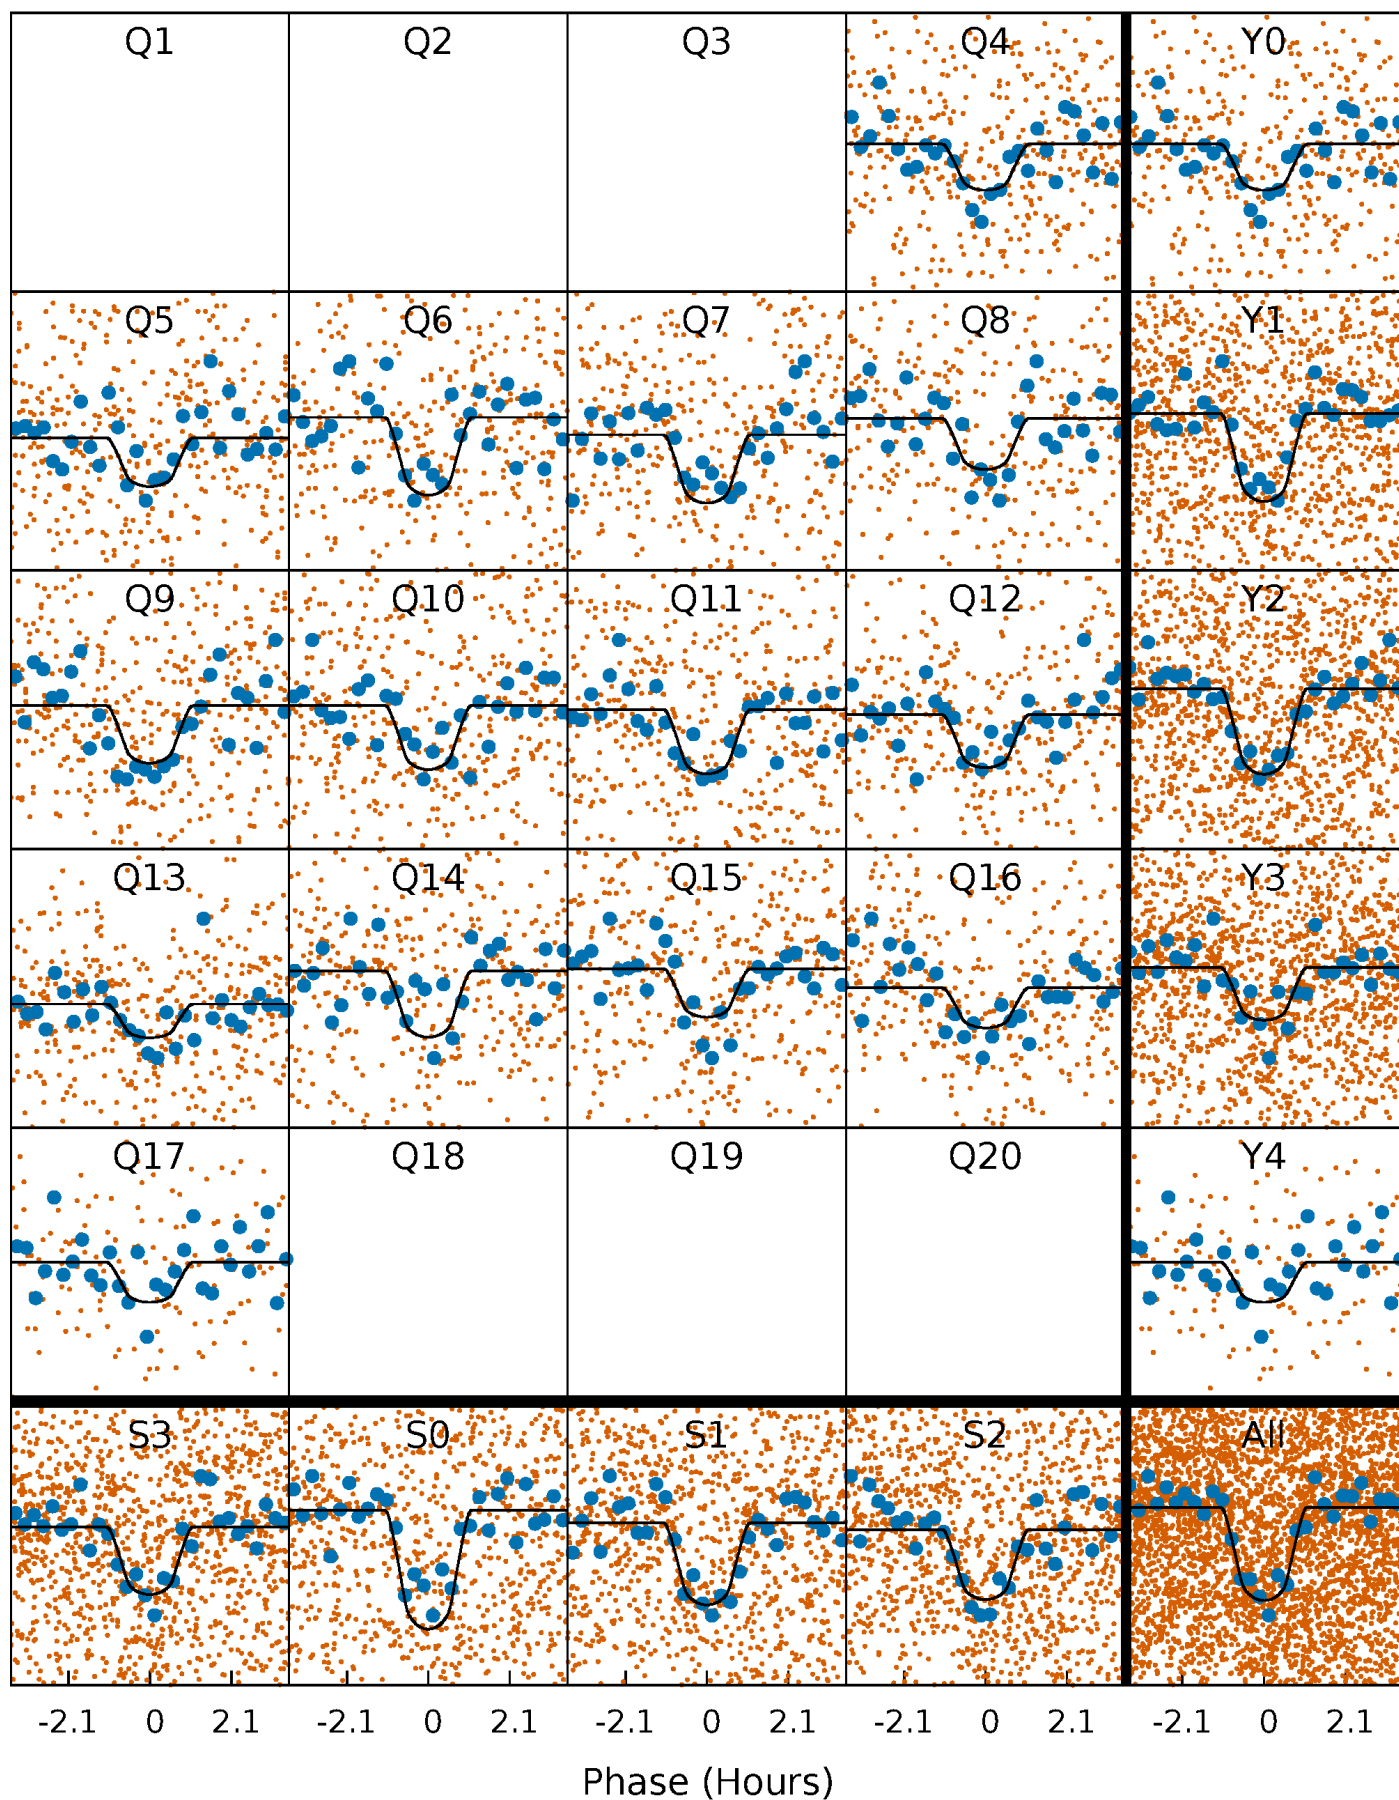 Q1 Q2 Q3 Q4 Y0
Q5 Q6 Q7 Q8 Y1
Q9 Q10 Q11 Q12 Y2
Q13 Q14 Q15 Q16 Y3
Q17 Q18 Q19 Q20 Y4
S3 S0 S1 S2 All
-2.1 0 2.1 -2.1 0 2.1 -2.1 0 2.1 -2.1 0 2.1 -2.1 0 2.1
Phase (Hours)